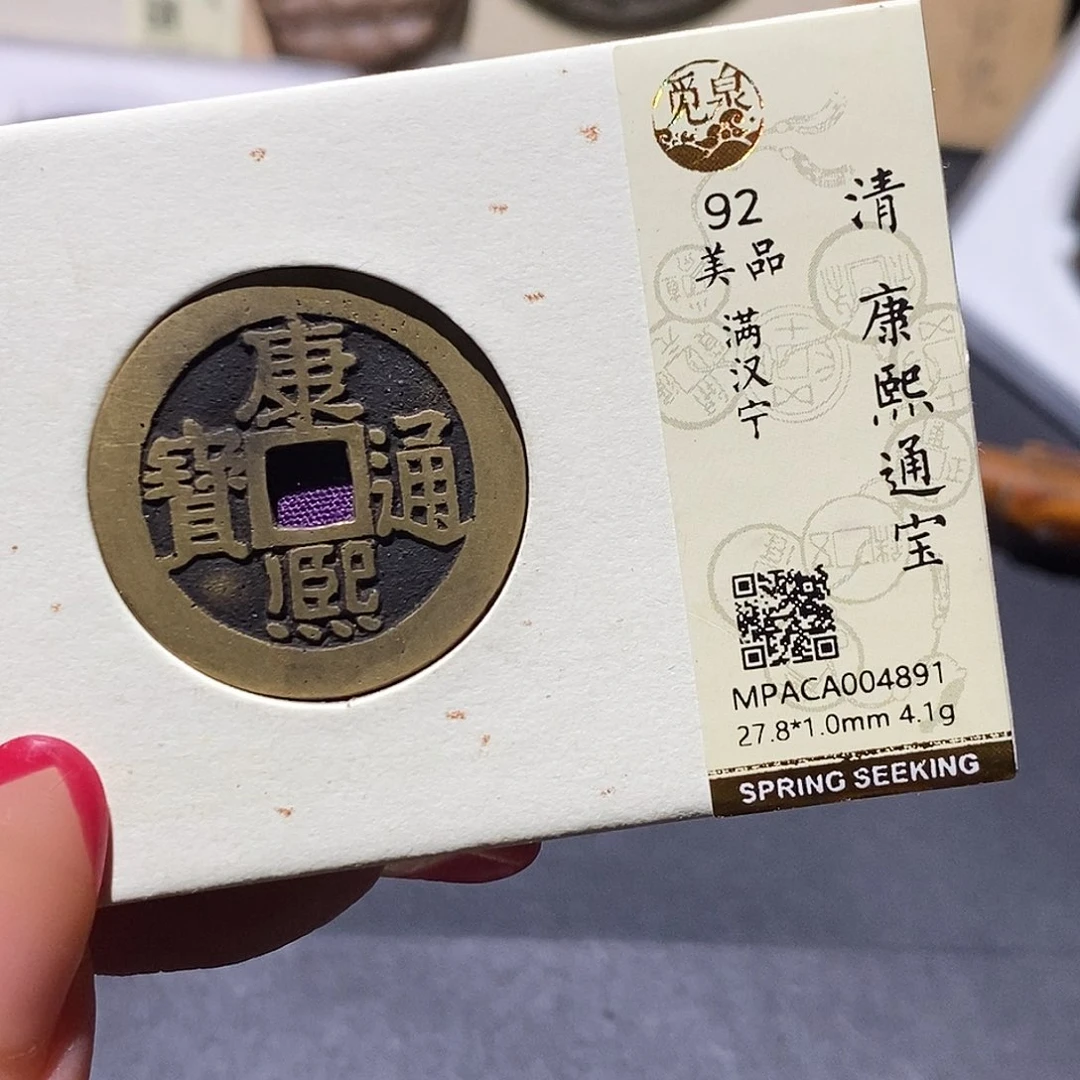 康
寶 通
熙
觅泉
92
美品
满汉宁
清 康熙通宝
MPACA004891
27.8*1.0mm 4.1g
SPRING SEEKING